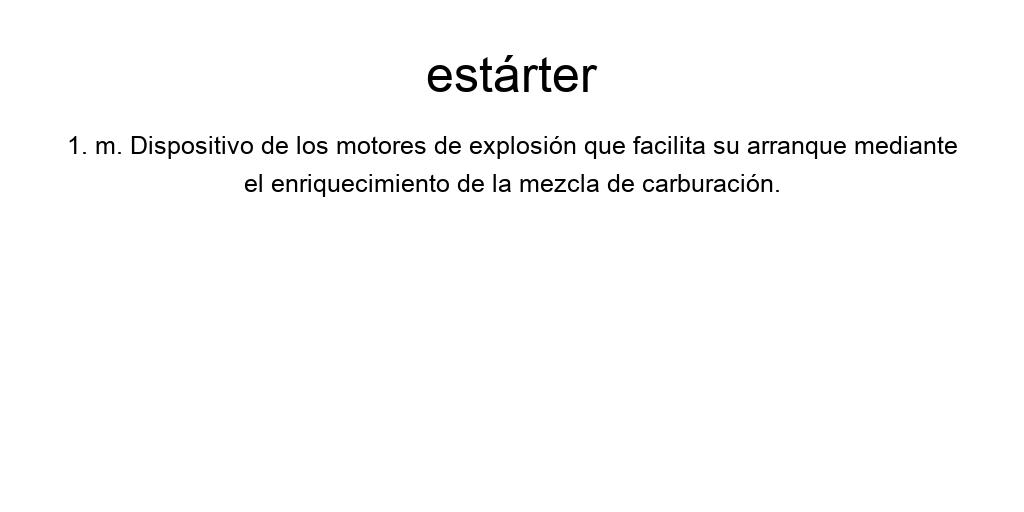 estárter
1. m. Dispositivo de los motores de explosión que facilita su arranque mediante
el enriquecimiento de la mezcla de carburación.